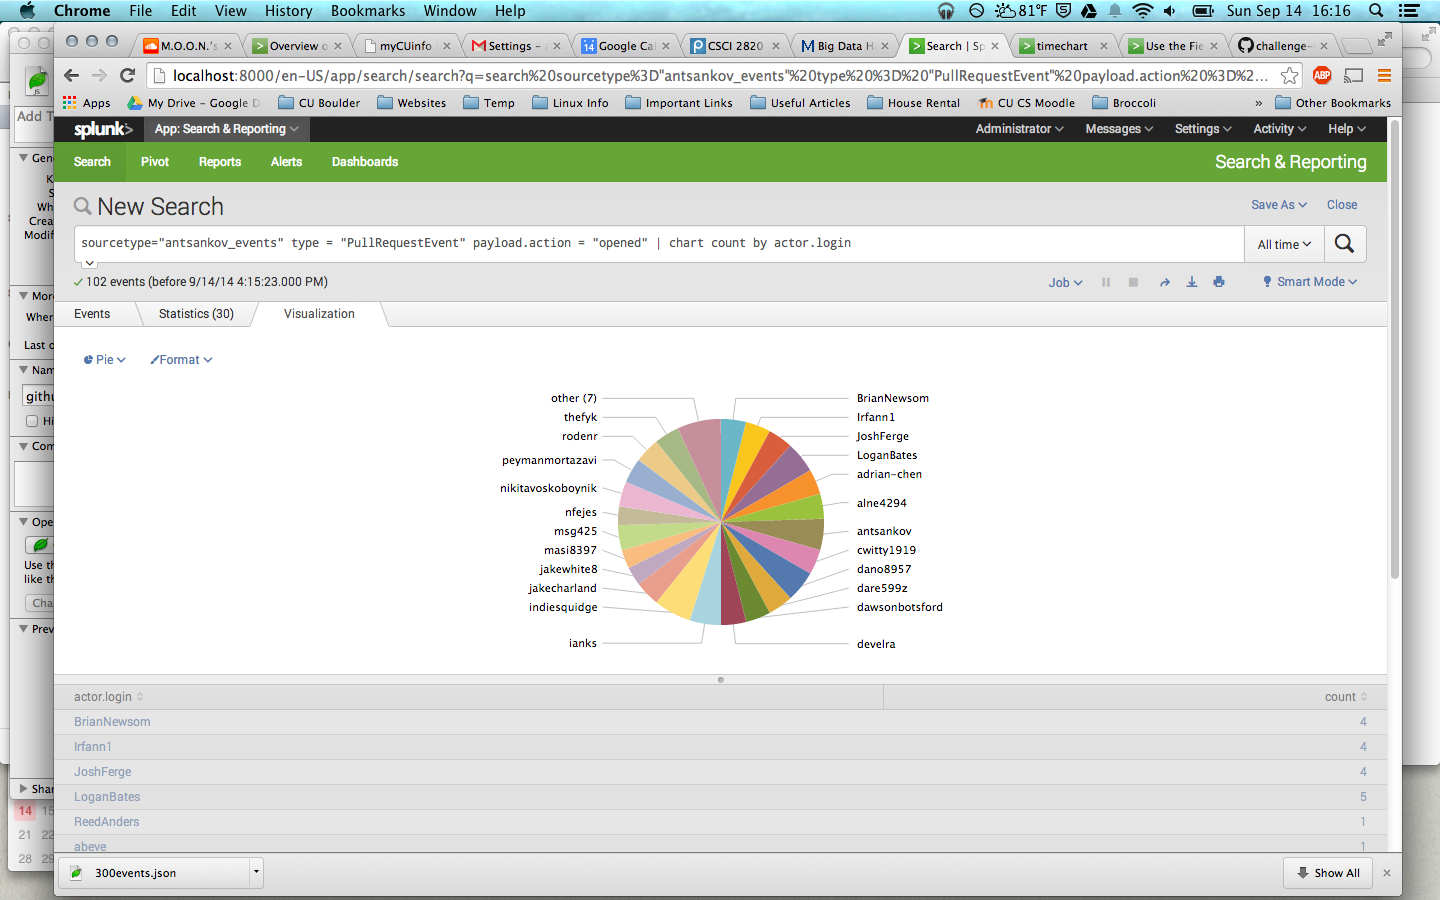 Chrome File Edit View History Bookmarks Window Help 81°F Sun Sep 14 16:16
M.O.O.N.'s Overview o myCUinfo Settings - Google Cal CSCI 2820 Big Data H Search | Sp timechart Use the Fie challenge-
localhost:8000/en-US/app/search/search?q=search%20sourcetype%3D"antsankov_events"%20type%20%3D%20"PullRequestEvent"%20payload.action%20%3D%2... ABP
Apps My Drive - Google D CU Boulder Websites Temp Linux Info Important Links Useful Articles House Rental CU CS Moodle Broccoli » Other Bookmarks
splunk> App: Search & Reporting Administrator Messages Settings Activity Help
Search Pivot Reports Alerts Dashboards Search & Reporting
New Search Save As Close
sourcetype="antsankov_events" type = "PullRequestEvent" payload.action = "opened" | chart count by actor.login All time
102 events (before 9/14/14 4:15:23.000 PM) Job Smart Mode
Events Statistics (30) Visualization
Pie Format
other (7) BrianNewsom
thefyk Irfann1
rodenr JoshFerge
LoganBates
peymanmortazavi
adrian-chen
nikitavoskoboynik
alne4294
nfejes
msg425 antsankov
masi8397 cwitty1919
jakewhite8 dano8957
jakecharland dare599z
indiesquidge dawsonbotsford
ianks develra
actor.login count
BrianNewsom 4
Irfann1 4
JoshFerge 4
LoganBates 5
ReedAnders 1
abeve 1
300events.json Show All
Add T
Gene
K
S
Wh
Crea
Modif
More
Wher
Last o
Nam
githu
Hi
Com
Ope
Use th
like th
Cha
Prev
Shar
14 15
21 22
28 29